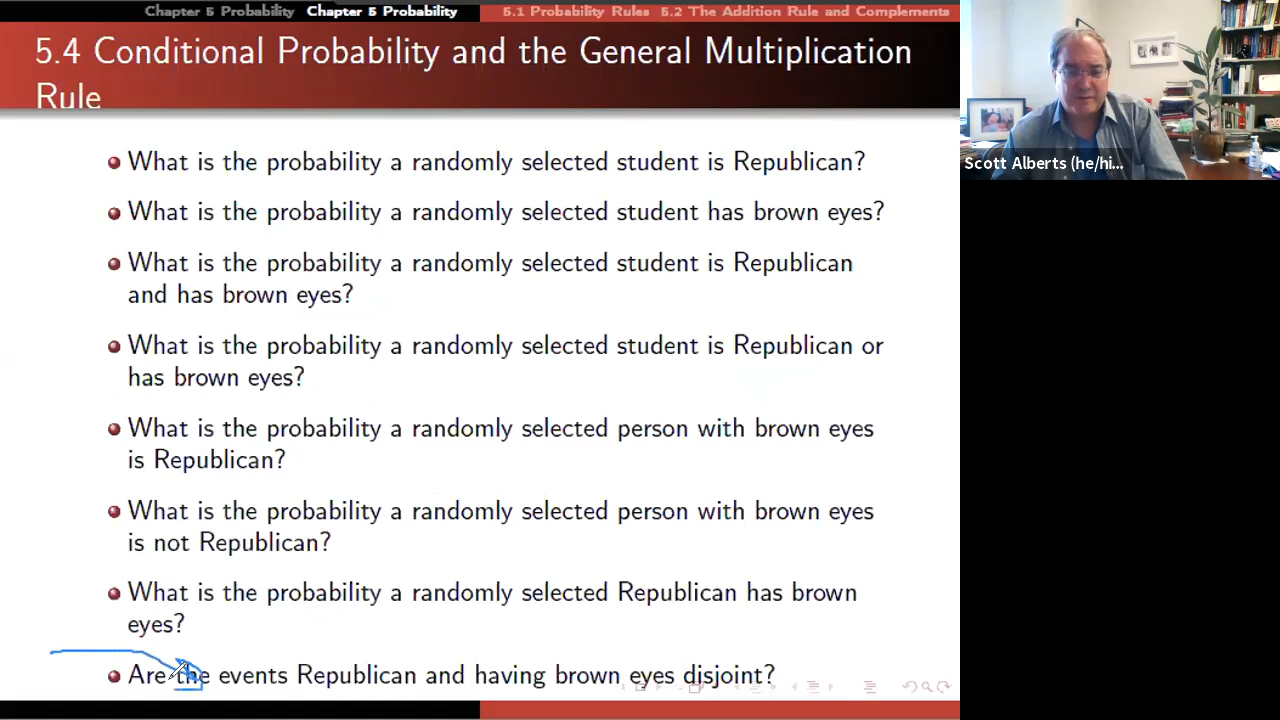 Chapter 5 Probability Chapter 5 Probability 5.1 Probability Rules 5.2 The Addition Rule and Complements
5.4 Conditional Probability and the General Multiplication
Rule
What is the probability a randomly selected student is Republican?
What is the probability a randomly selected student has brown eyes?
What is the probability a randomly selected student is Republican
and has brown eyes?
What is the probability a randomly selected student is Republican or
has brown eyes?
What is the probability a randomly selected person with brown eyes
is Republican?
What is the probability a randomly selected person with brown eyes
is not Republican?
What is the probability a randomly selected Republican has brown
eyes?
Are the events Republican and having brown eyes disjoint?
Scott Alberts (he/hi...